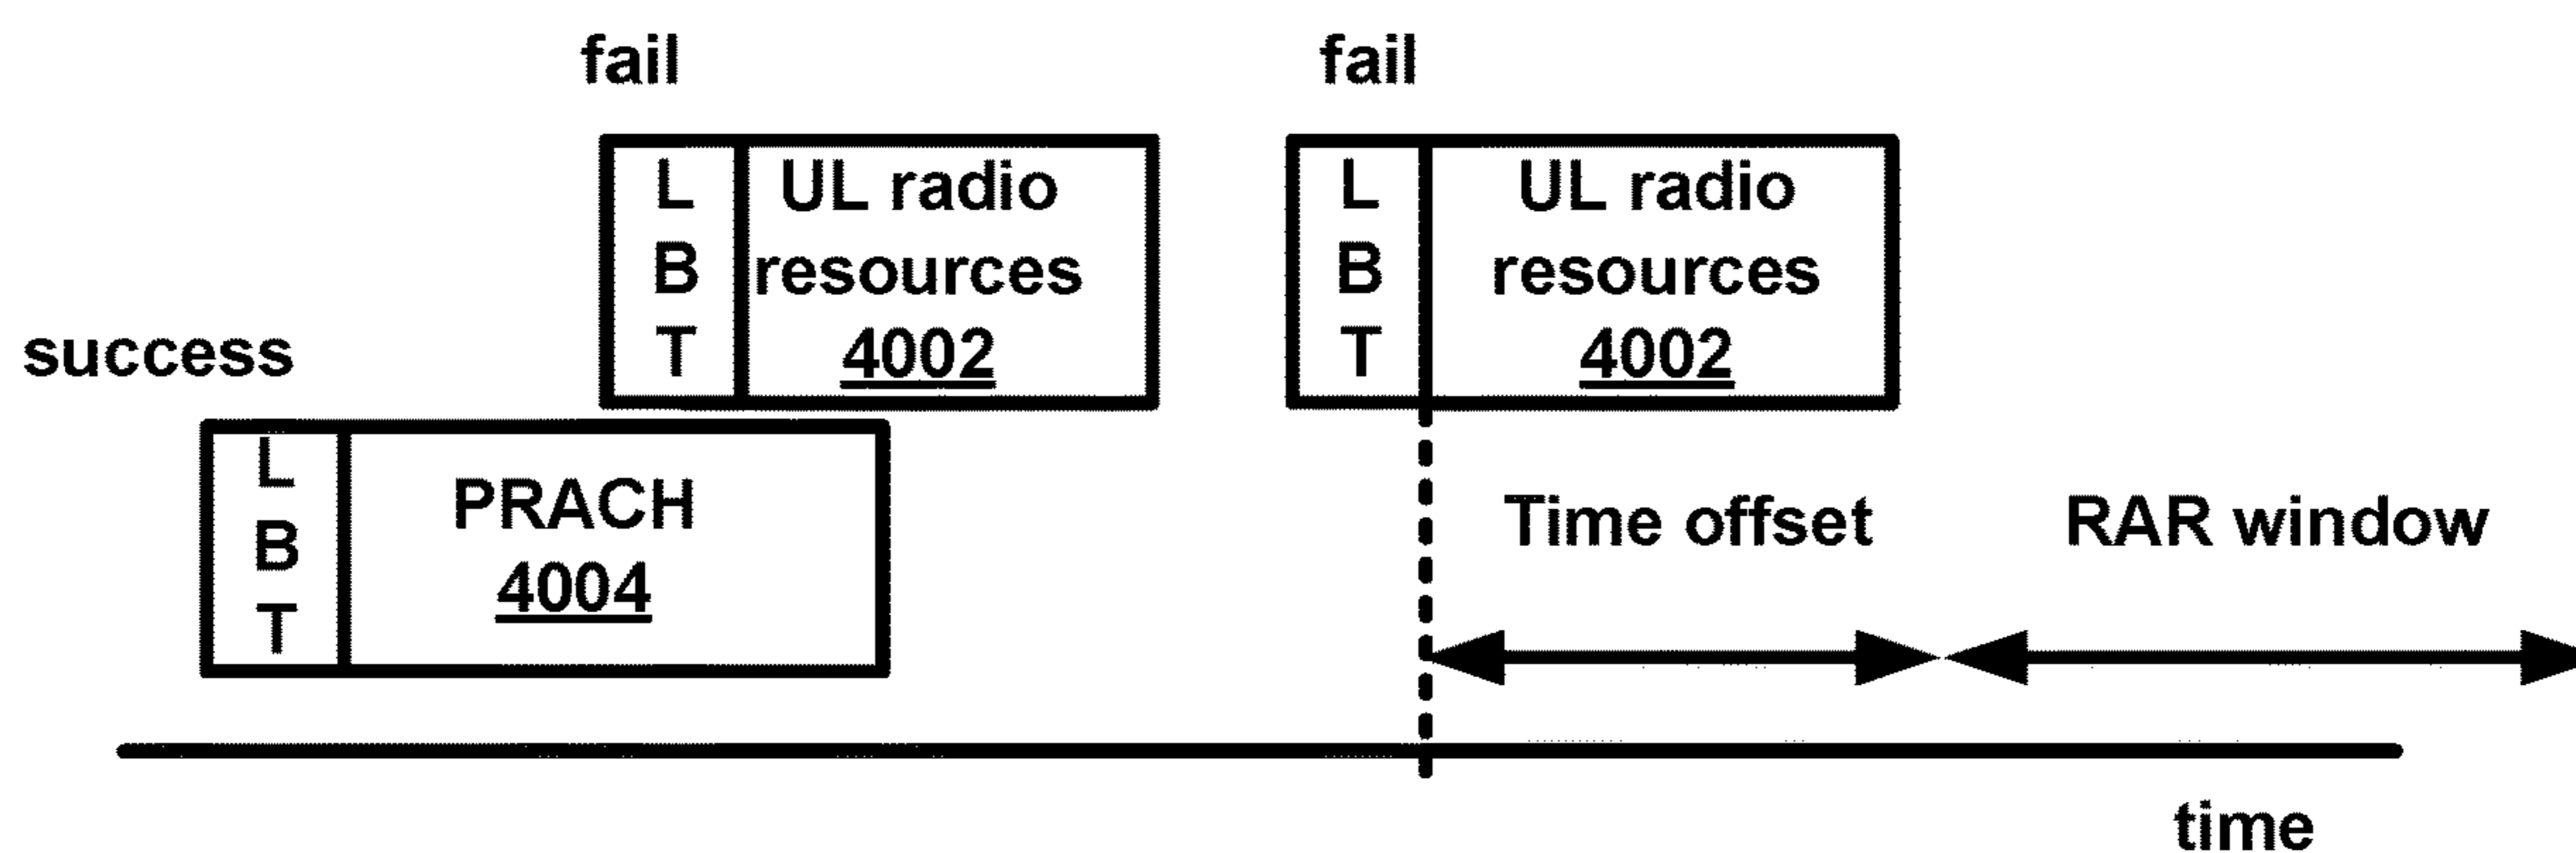 fail
fail
L
B
T
UL radio
resources
4002
L
B
T
UL radio
resources
4002
success
L
B
T
PRACH
4004
Time offset
RAR window
time